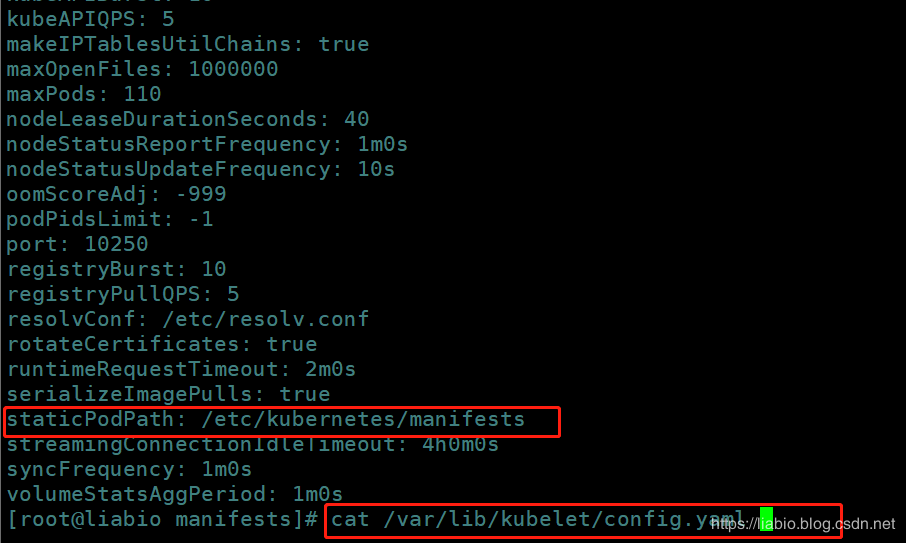 kubeAPIQPS: 5
makeIPTablesUtilChains: true
maxOpenFiles: 1000000
maxPods: 110
nodeLeaseDurationSeconds: 40
nodeStatusReportFrequency: 1m0s
nodeStatusUpdateFrequency: 10s
oomScoreAdj: -999
podPidsLimit: -1
port: 10250
registryBurst: 10
registryPullQPS: 5
resolvConf: /etc/resolv.conf
rotateCertificates: true
runtimeRequestTimeout: 2m0s
serializeImagePulls: true
staticPodPath: /etc/kubernetes/manifests
streamingConnectionIdleTimeout: 4h0m0s
syncFrequency: 1m0s
volumeStatsAggPeriod: 1m0s
[root@liabio manifests]# cat /var/lib/kubelet/config.yaml
https://liabio.blog.csdn.net